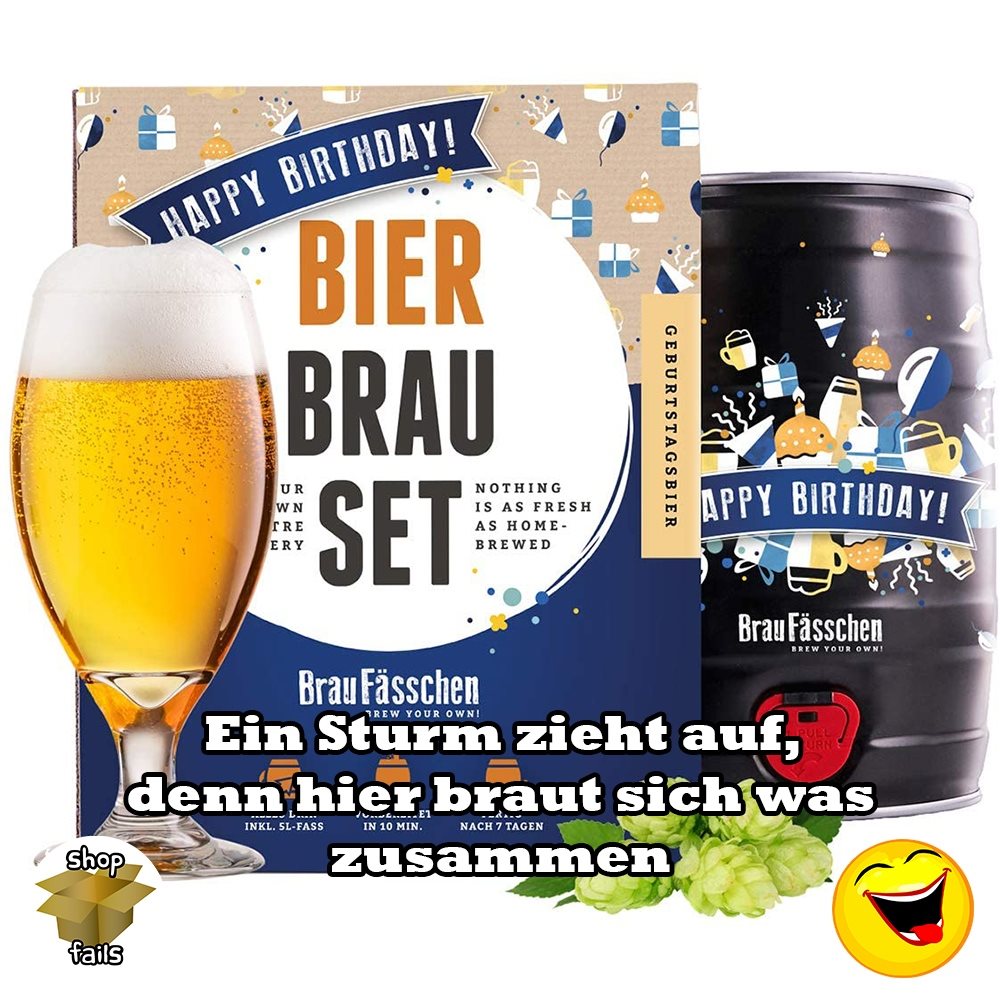 HAPPY BIRTHDAY!
BIER
BRAU
SET
NOTHING
IS AS FRESH
AS HOME-
BREWED
GEBURTSTAGSBIER
BrauFässchen
BREW YOUR OWN!
INKL. 5L-FASS
IN 10 MIN.
NACH 7 TAGEN
APPY BIRTHDAY!
BrauFässchen
BREW YOUR OWN!
Ein Sturm zieht auf,
denn hier braut sich was
zusammen
shop
fails